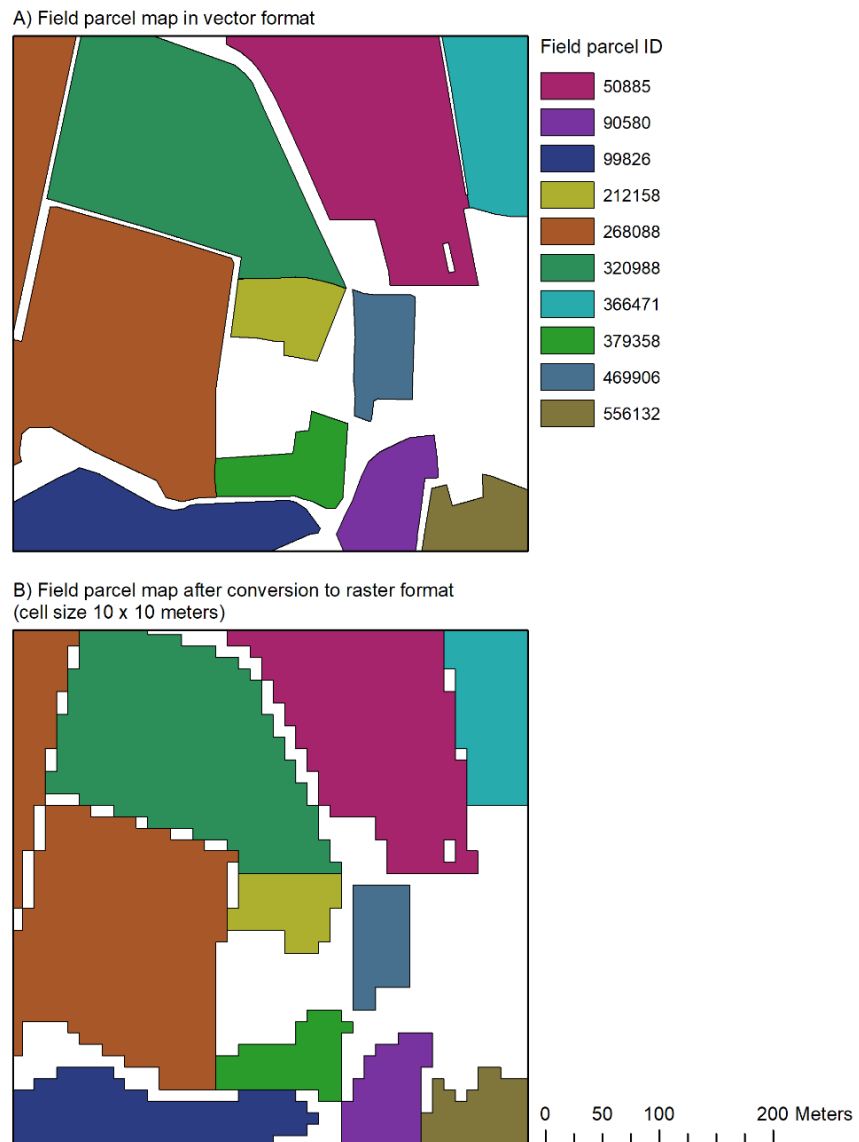 A) Field parcel map in vector format
Field parcel ID
50885
90580
99826
212158
268088
320988
366471
379358
469906
556132
B) Field parcel map after conversion to raster format
(cell size 10 x 10 meters)
0 50 100 200 Meters